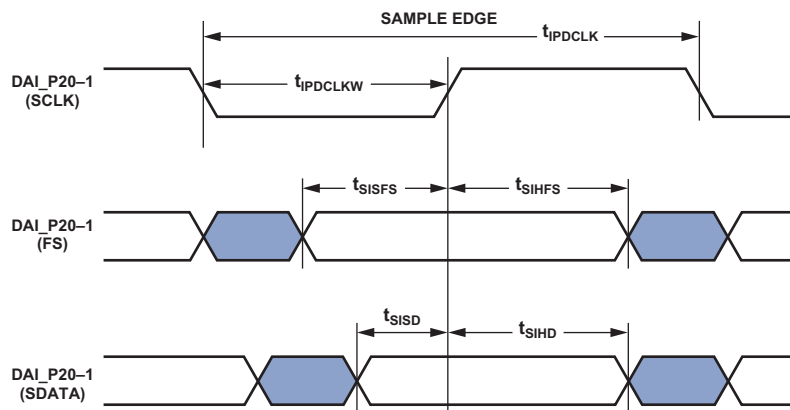 SAMPLE EDGE
tIPDCLK
DAI_P20–1
(SCLK)
tIPDCLKW
tSISFS
tSIHFS
DAI_P20–1
(FS)
tSISD
tSIHD
DAI_P20–1
(SDATA)